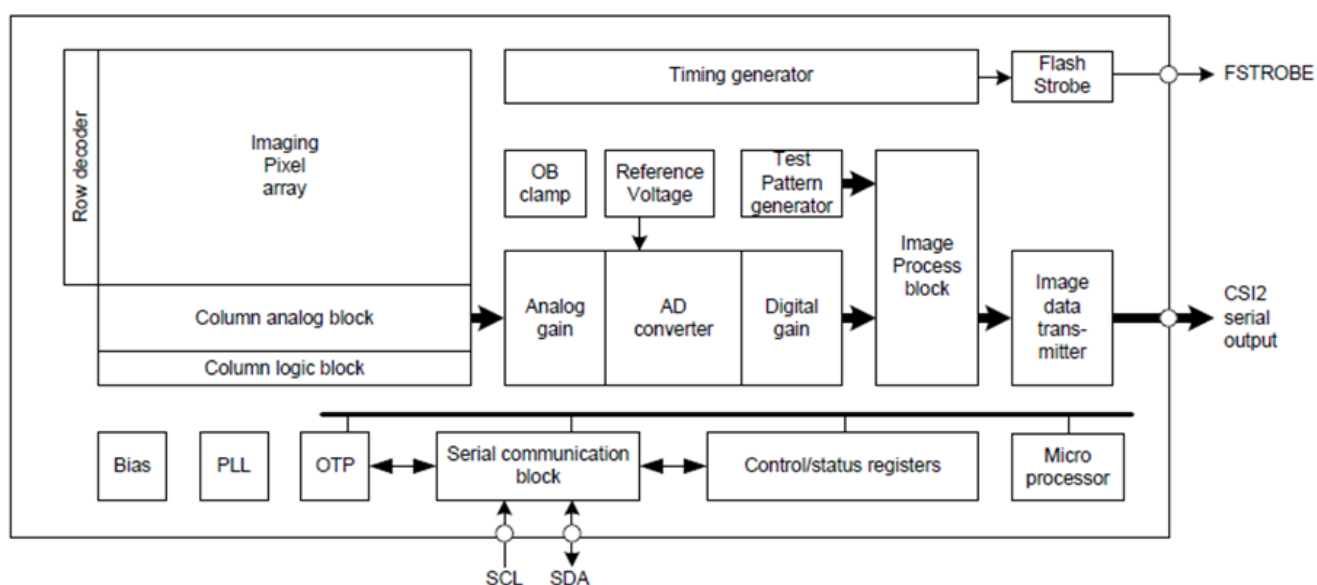 Row decoder
Imaging
Pixel
array
Column analog block
Column logic block
Timing generator
Flash
Strobe
FSTROBE
OB
clamp
Reference
Voltage
Test
Pattern
generator
Image
Process
block
Analog
gain
AD
converter
Digital
gain
Image
data
trans-
mitter
CSI2
serial
output
Bias
PLL
OTP
Serial communication
block
Control/status registers
Micro
processor
SCL
SDA